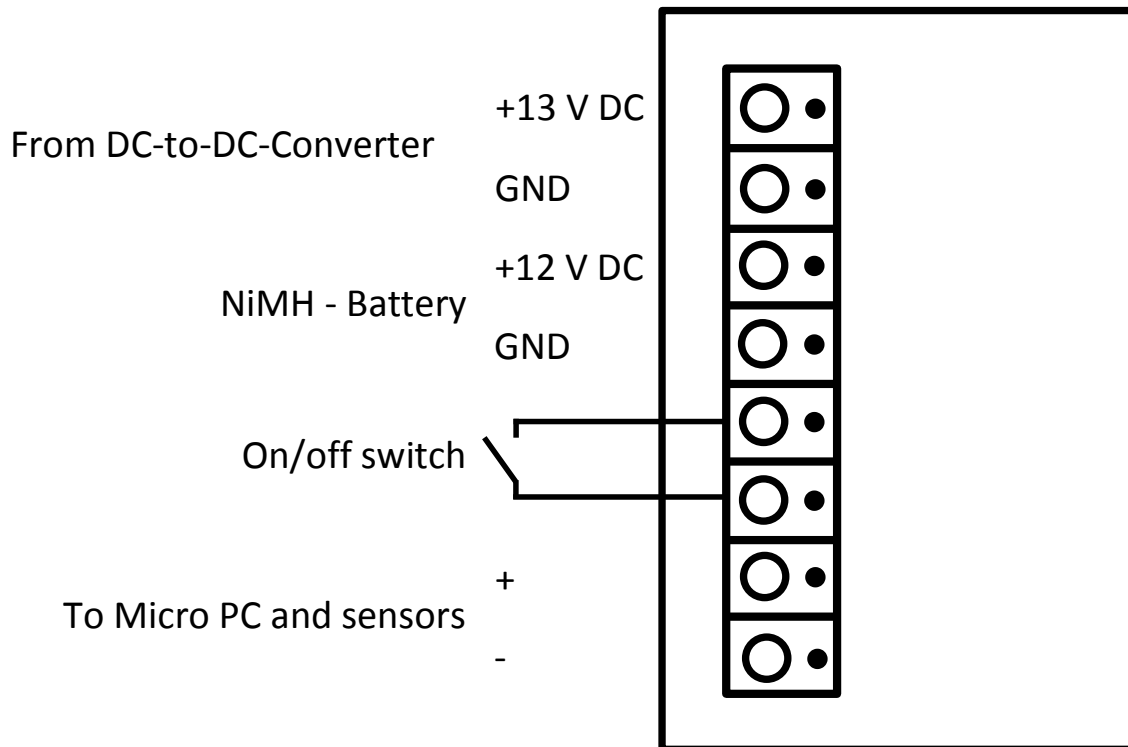 +13 V DC
From DC-to-DC-Converter
GND
+12 V DC
NiMH - Battery
GND
On/off switch
+
To Micro PC and sensors
-